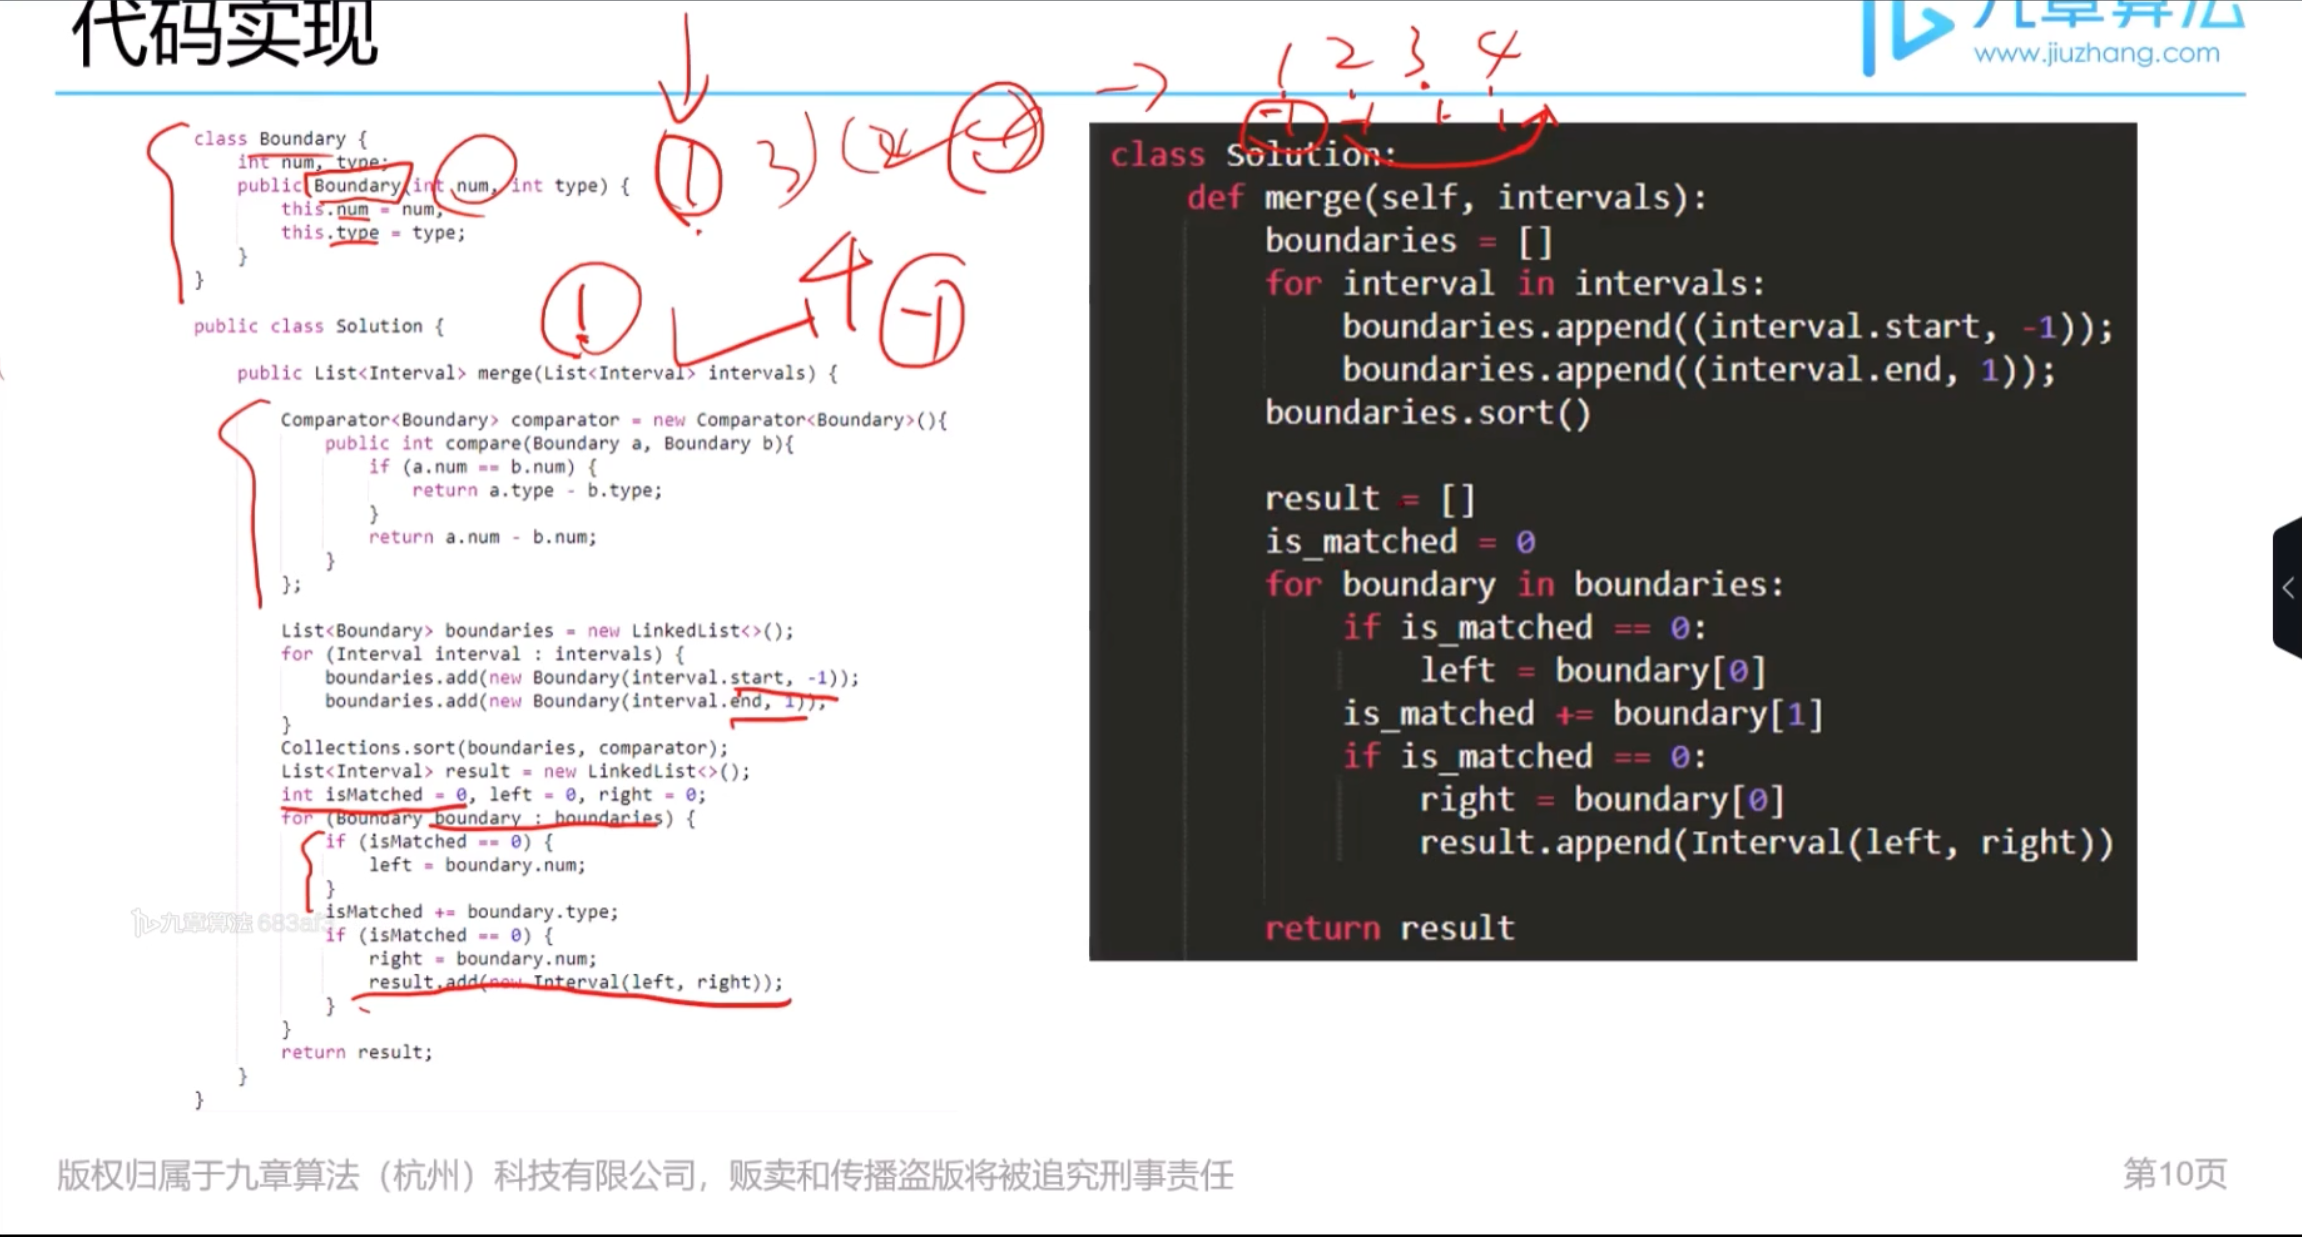 代码实现
九章算法
www.jiuzhang.com
1 2 3 4
-1 -1 1 1
1 3) (2
1 4 -1
class Boundary {
int num, type;
public Boundary(int num, int type) {
this.num = num,
this.type = type;
}
}
public class Solution {
public List<Interval> merge(List<Interval> intervals) {
Comparator<Boundary> comparator = new Comparator<Boundary>(){
public int compare(Boundary a, Boundary b){
if (a.num == b.num) {
return a.type - b.type;
}
return a.num - b.num;
}
};
List<Boundary> boundaries = new LinkedList<>();
for (Interval interval : intervals) {
boundaries.add(new Boundary(interval.start, -1));
boundaries.add(new Boundary(interval.end, 1));
}
Collections.sort(boundaries, comparator);
List<Interval> result = new LinkedList<>();
int isMatched = 0, left = 0, right = 0;
for (Boundary boundary : boundaries) {
if (isMatched == 0) {
left = boundary.num;
}
isMatched += boundary.type;
if (isMatched == 0) {
right = boundary.num;
result.add(new Interval(left, right));
}
}
return result;
}
}
九章算法 683af3
class Solution:
def merge(self, intervals):
boundaries = []
for interval in intervals:
boundaries.append((interval.start, -1));
boundaries.append((interval.end, 1));
boundaries.sort()
result = []
is_matched = 0
for boundary in boundaries:
if is_matched == 0:
left = boundary[0]
is_matched += boundary[1]
if is_matched == 0:
right = boundary[0]
result.append(Interval(left, right))
return result
版权归属于九章算法（杭州）科技有限公司，贩卖和传播盗版将被追究刑事责任
第10页